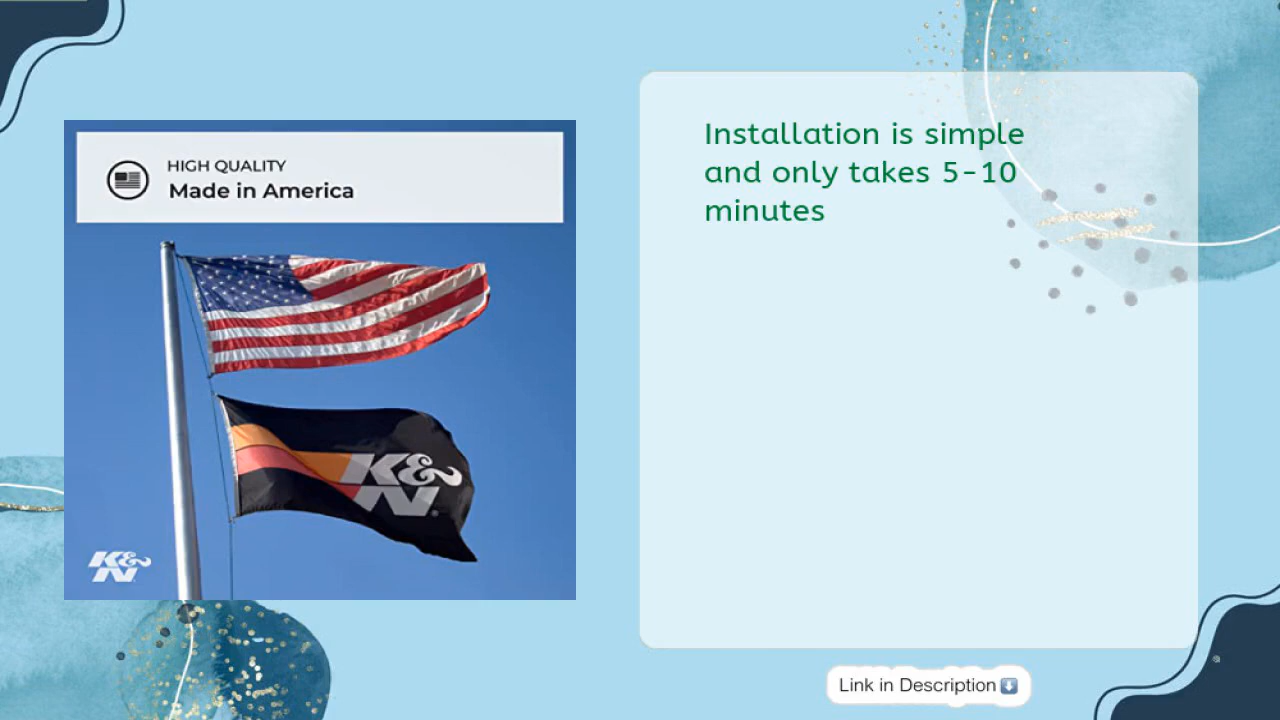 HIGH QUALITY
Made in America
K&N
K&N
Installation is simple
and only takes 5-10
minutes
Link in Description